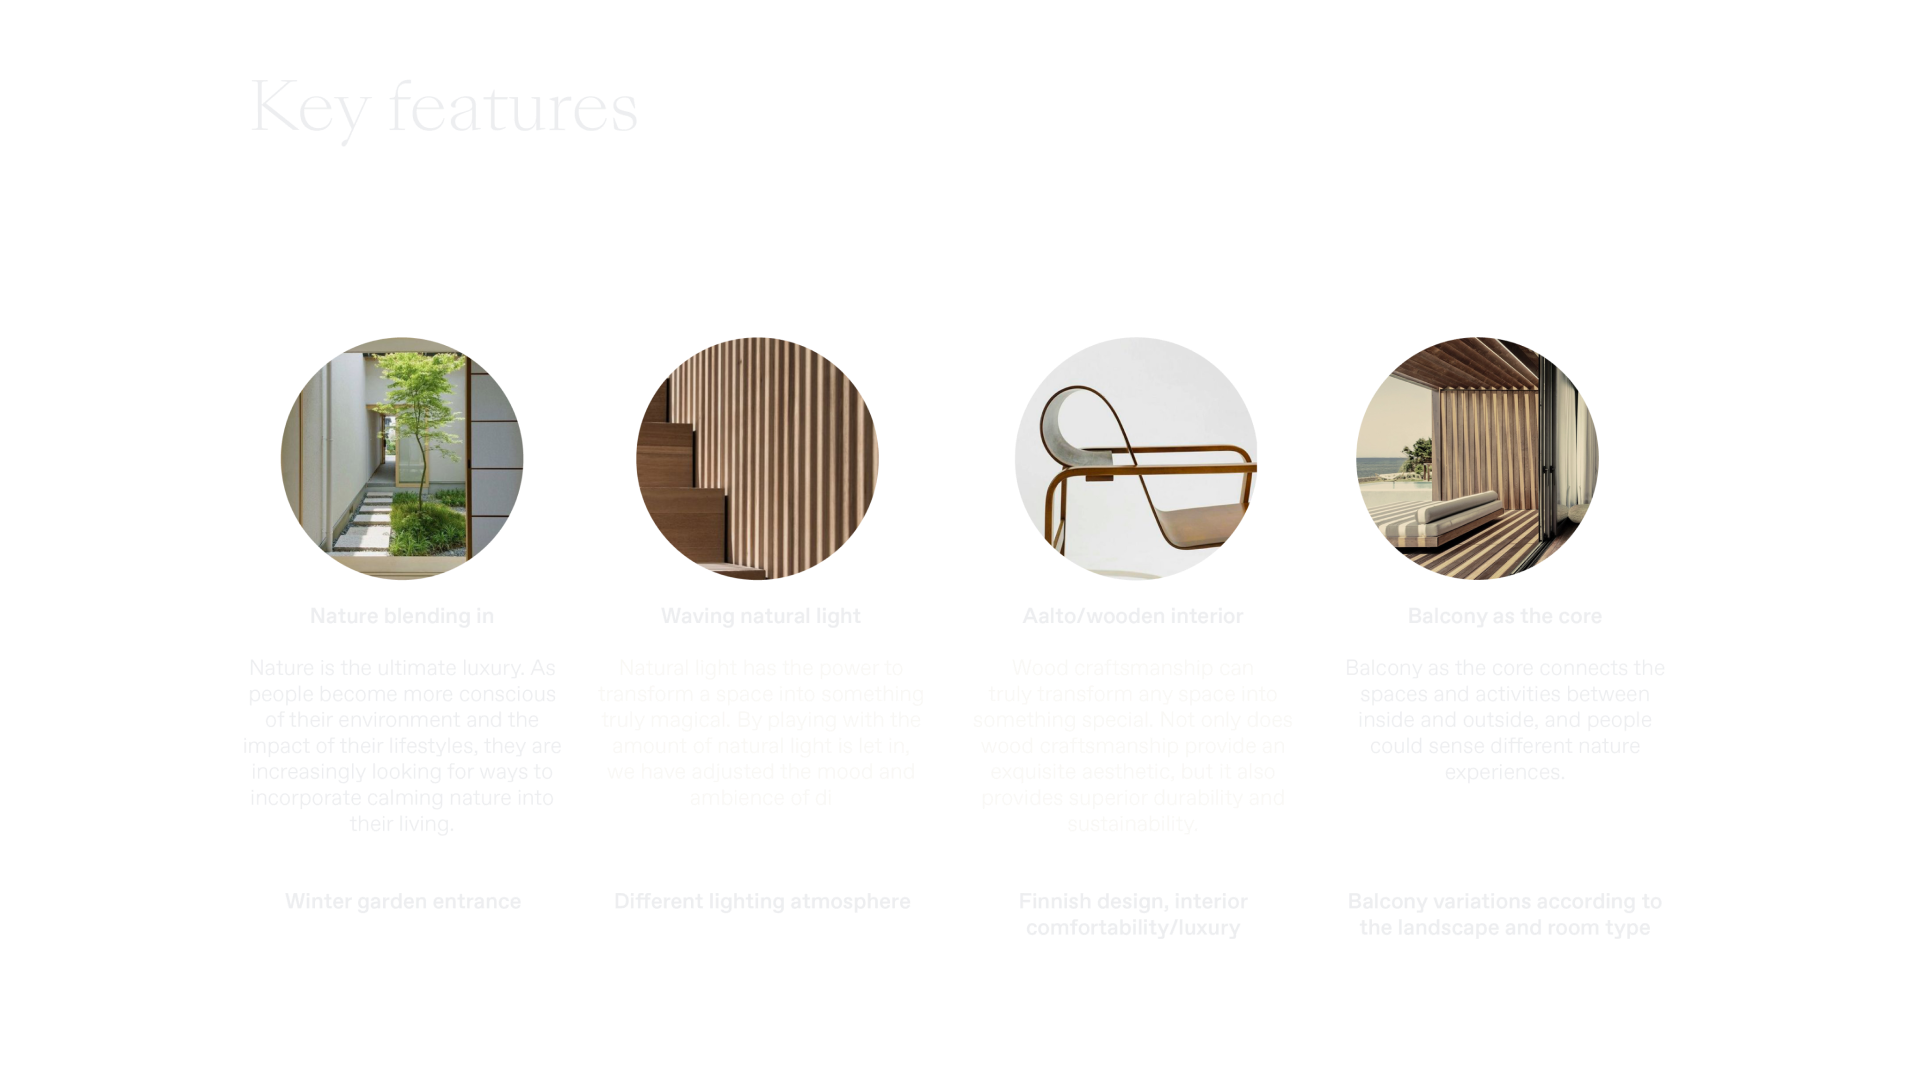 Key features
Nature blending in
Nature is the ultimate luxury. As
people become more conscious
of their environment and the
impact of their lifestyles, they are
increasingly looking for ways to
incorporate calming nature into
their living.
Winter garden entrance
Waving natural light
Natural light has the power to
transform a space into something
truly magical. By playing with the
amount of natural light is let in,
we have adjusted the mood and
ambience of di
Different lighting atmosphere
Aalto/wooden interior
Wood craftsmanship can
truly transform any space into
something special. Not only does
wood craftsmanship provide an
exquisite aesthetic, but it also
provides superior durability and
sustainability.
Finnish design, interior
comfortability/luxury
Balcony as the core
Balcony as the core connects the
spaces and activities between
inside and outside, and people
could sense different nature
experiences.
Balcony variations according to
the landscape and room type